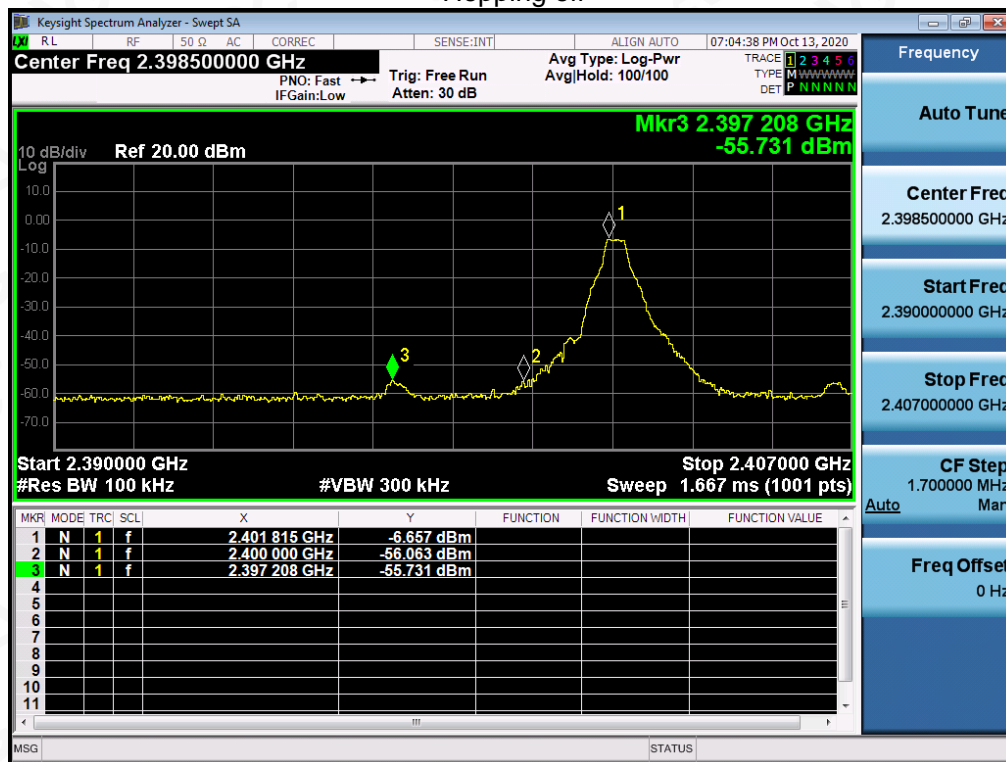 Keysight Spectrum Analyzer - Swept SA
LXI RL RF 50 Ω AC CORREC SENSE:INT ALIGN AUTO 07:04:38 PM Oct 13, 2020
Center Freq 2.398500000 GHz
PNO: Fast
IFGain:Low
Trig: Free Run
Atten: 30 dB
Avg Type: Log-Pwr
Avg|Hold: 100/100
TRACE 1 2 3 4 5 6
TYPE M WWWWW
DET P N N N N N
Mkr3 2.397 208 GHz
-55.731 dBm
10 dB/div Ref 20.00 dBm
Log
10.0
0.00
-10.0
-20.0
-30.0
-40.0
-50.0
-60.0
-70.0
1
2
3
Start 2.390000 GHz Stop 2.407000 GHz
#Res BW 100 kHz #VBW 300 kHz Sweep 1.667 ms (1001 pts)
MKR MODE TRC SCL X Y FUNCTION FUNCTION WIDTH FUNCTION VALUE
1 N 1 f 2.401 815 GHz -6.657 dBm
2 N 1 f 2.400 000 GHz -56.063 dBm
3 N 1 f 2.397 208 GHz -55.731 dBm
4
5
6
7
8
9
10
11
MSG STATUS
Frequency
Auto Tune
Center Freq
2.398500000 GHz
Start Freq
2.390000000 GHz
Stop Freq
2.407000000 GHz
CF Step
1.700000 MHz
Auto Man
Freq Offset
0 Hz